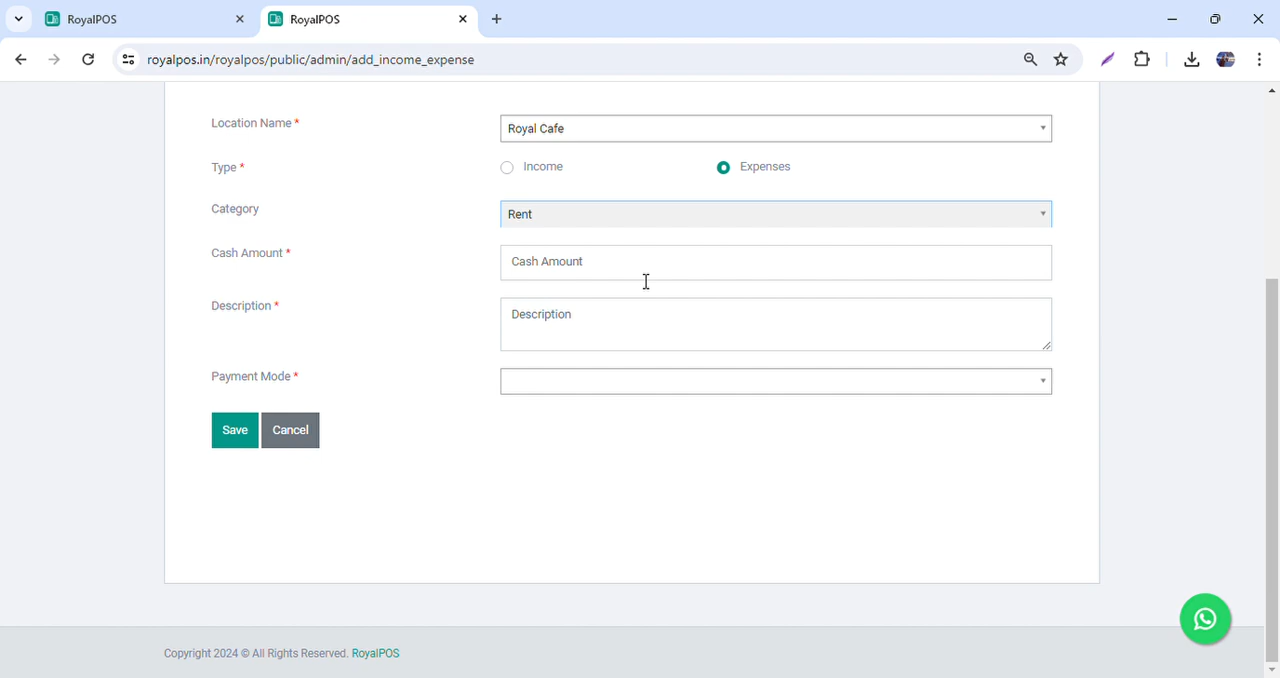 RoyalPOS
RoyalPOS
royalpos.in/royalpos/public/admin/add_income_expense
Location Name *
Royal Cafe
Type *
Income
Expenses
Category
Rent
Cash Amount *
Cash Amount
Description *
Description
Payment Mode *
Save
Cancel
Copyright 2024 © All Rights Reserved. RoyalPOS